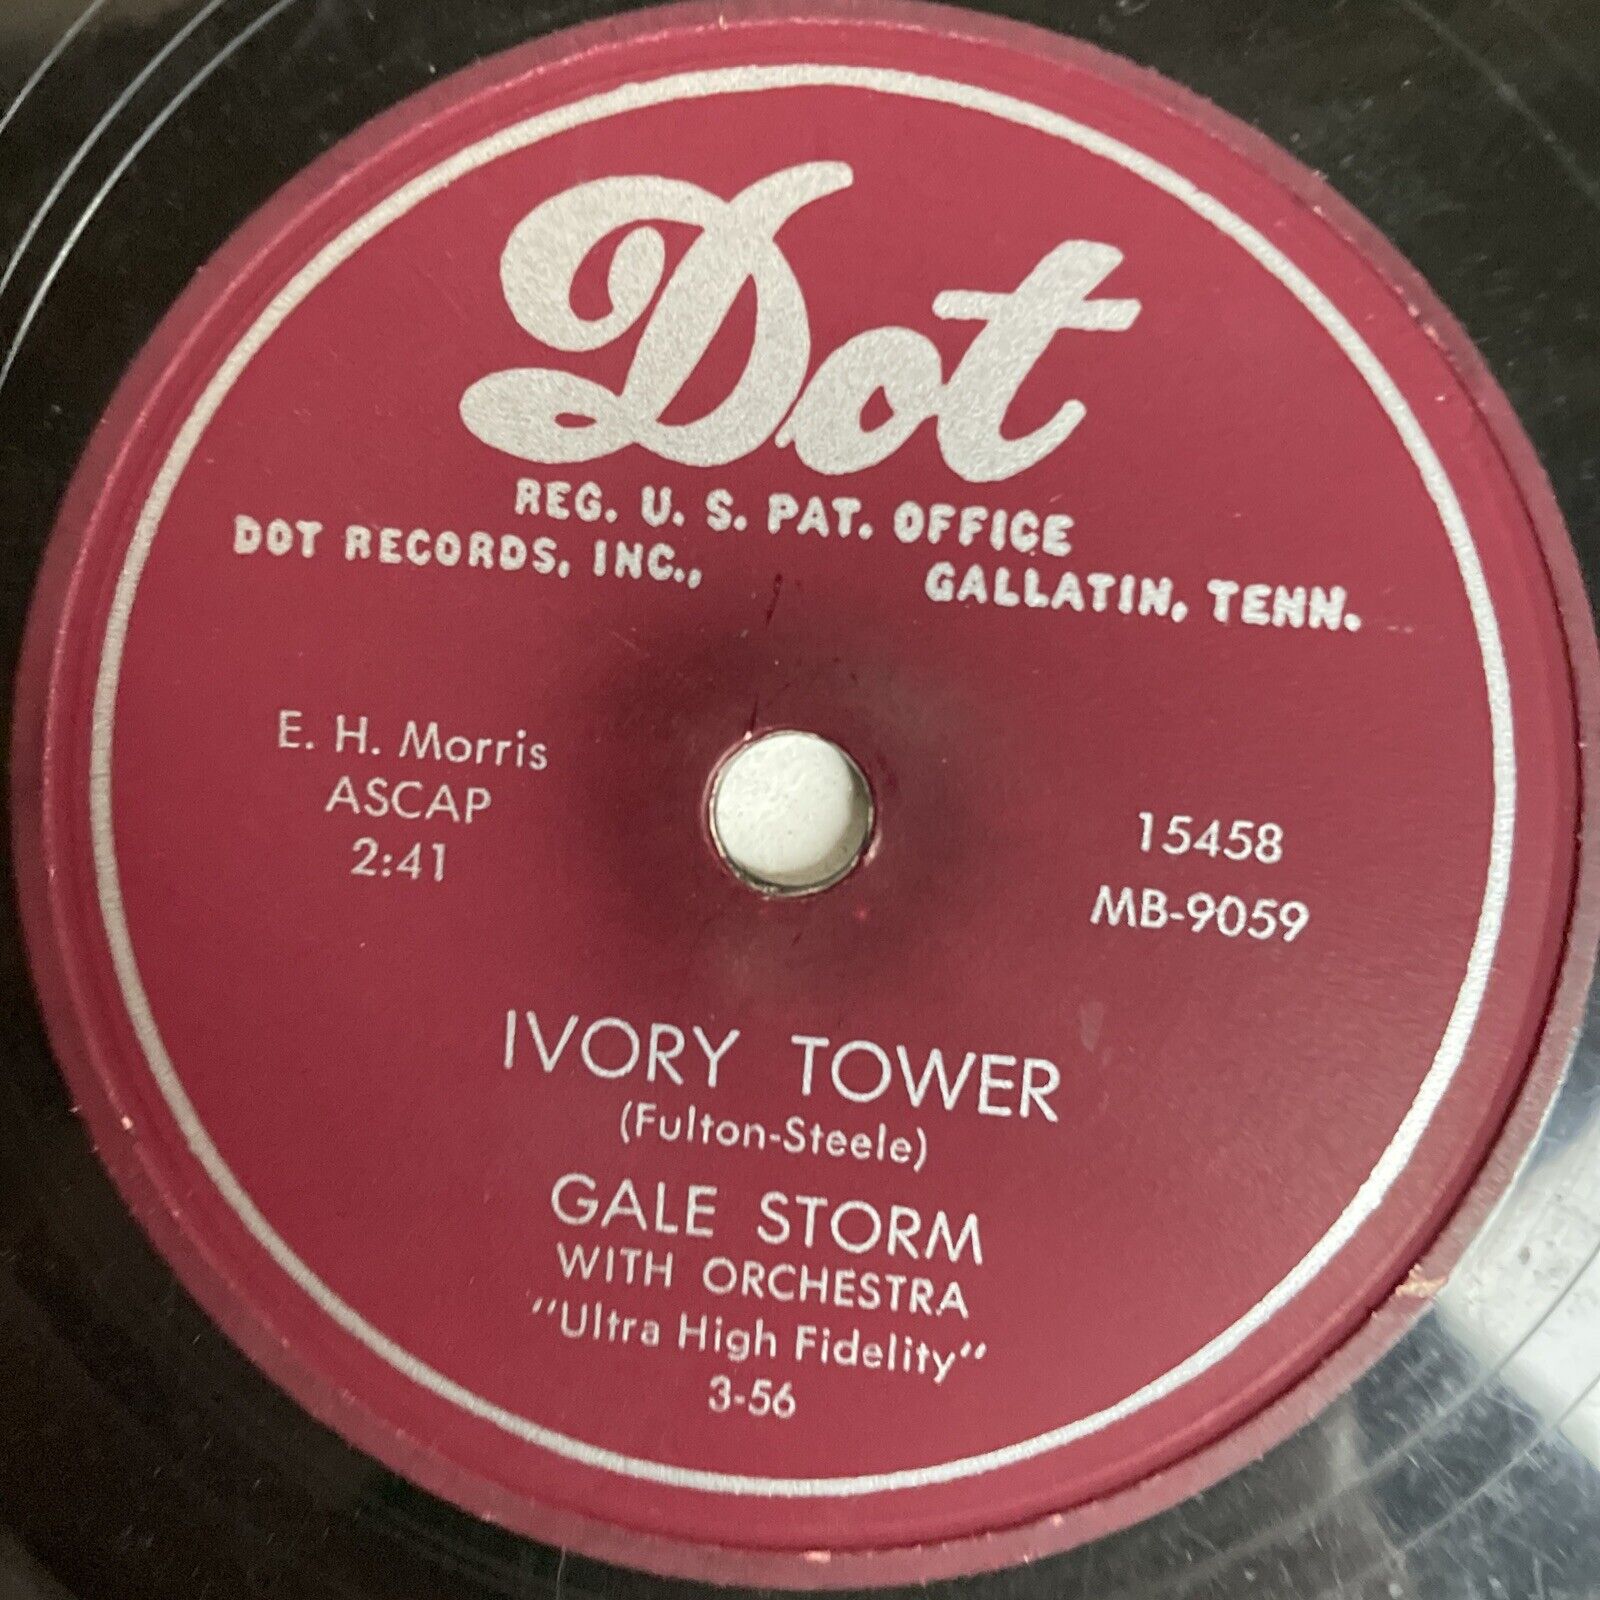 Dot
REG. U. S. PAT. OFFICE
DOT RECORDS, INC., GALLATIN, TENN.
E. H. Morris
ASCAP
2:41
15458
MB-9059
IVORY TOWER
(Fulton-Steele)
GALE STORM
WITH ORCHESTRA
"Ultra High Fidelity"
3-56